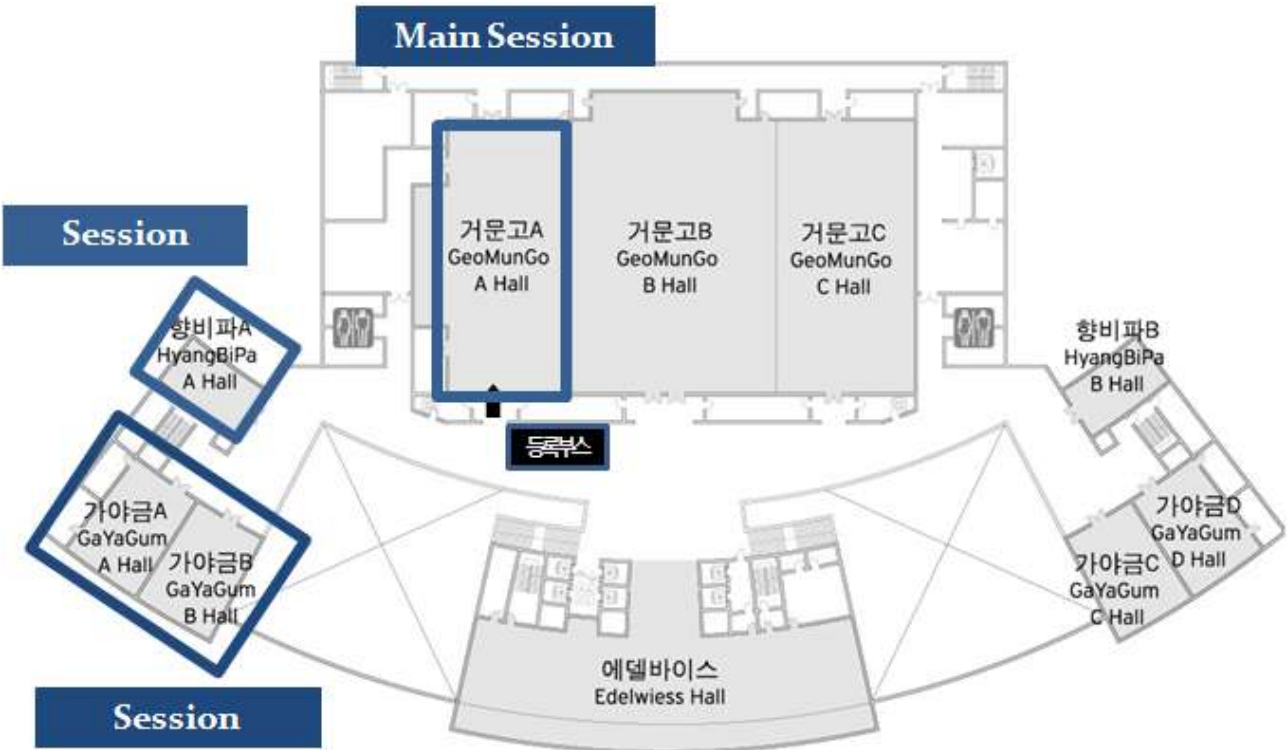 Main Session
Session
거문고A
GeoMunGo
A Hall
거문고B
GeoMunGo
B Hall
거문고C
GeoMunGo
C Hall
향비파A
HyangBiPa
A Hall
향비파B
HyangBiPa
B Hall
등록부스
가야금A
GaYaGum
A Hall
가야금B
GaYaGum
B Hall
가야금C
GaYaGum
C Hall
가야금D
GaYaGum
D Hall
에델바이스
Edelwiess Hall
Session